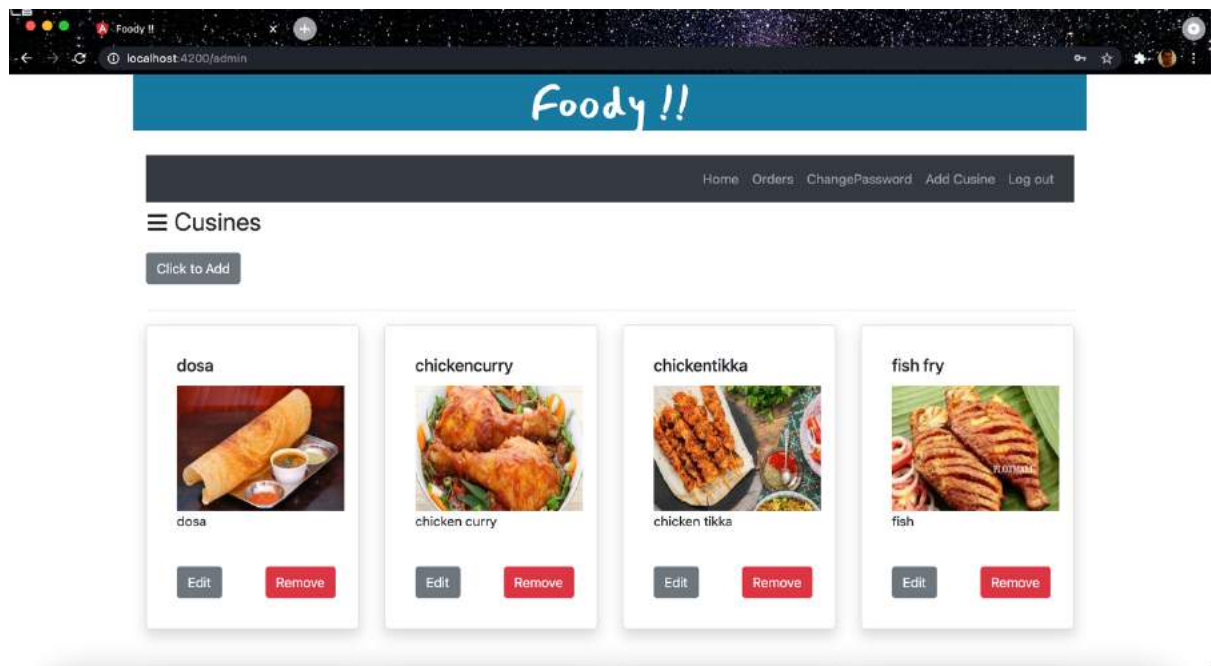 Foody !!
localhost:4200/admin
Foody !!
Home Orders ChangePassword Add Cusine Log out
Cusines
Click to Add
dosa chickencurry chickentikka fish fry
dosa chicken curry chicken tikka fish
Edit Remove Edit Remove Edit Remove Edit Remove